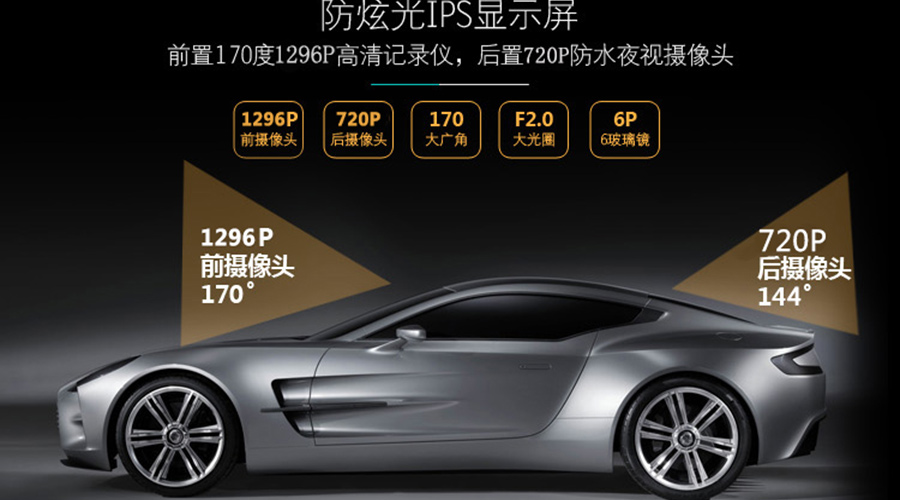 防炫光IPS显示屏
前置170度1296P高清记录仪，后置720P防水夜视摄像头
1296P
前摄像头
720P
后摄像头
170
大广角
F2.0
大光圈
6P
6玻璃镜
1296P
前摄像头
170°
720P
后摄像头
144°